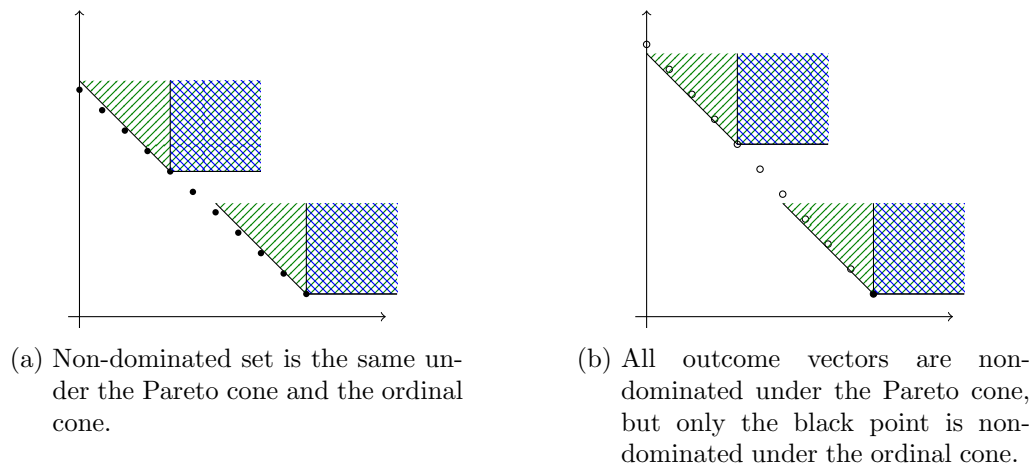 (a) Non-dominated set is the same un-
der the Pareto cone and the ordinal
cone.
(b) All outcome vectors are non-
dominated under the Pareto cone,
but only the black point is non-
dominated under the ordinal cone.